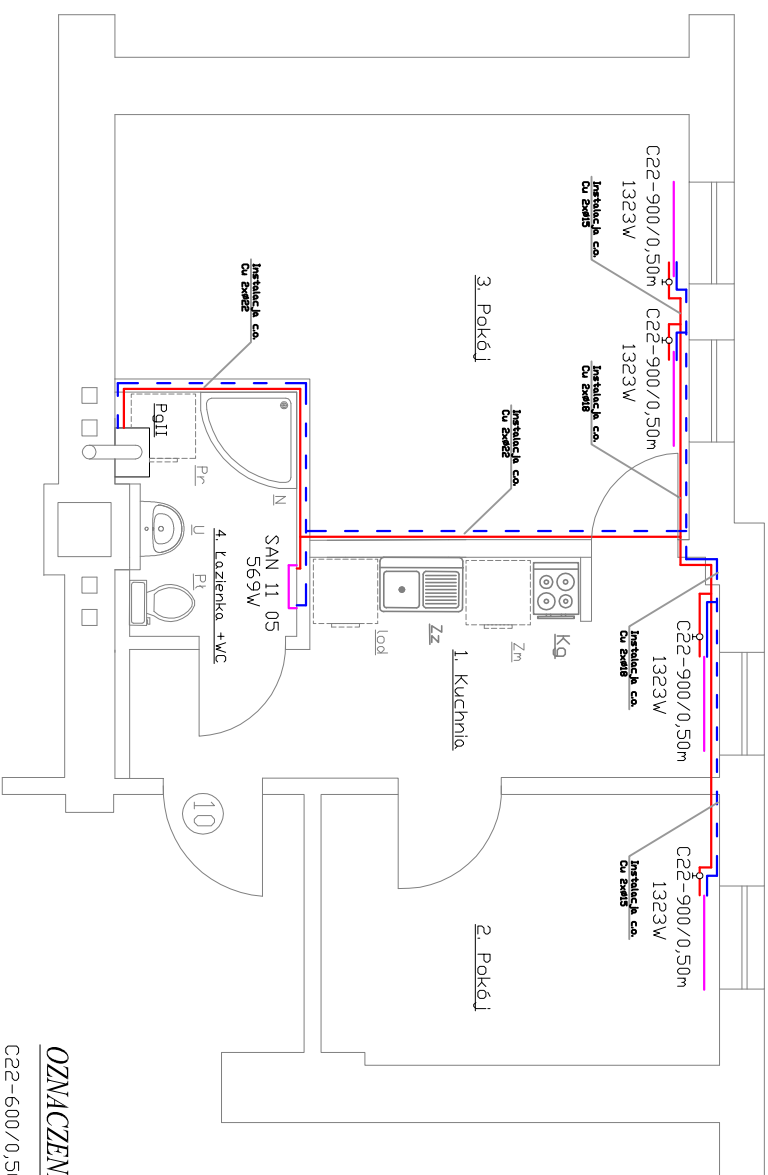 C22-900/0,50m
1323W
Instalacja c.o.
Cu 2xø15
C22-900/0,50m
1323W
Instalacja c.o.
Cu 2xø18
3. Pokój
Instalacja c.o.
Cu 2xø22
Instalacja c.o.
Cu 2xø22
PgII
Pr
N
U
Pł
4. Łazienka +WC
SAN 11 05
569W
Kg
Zm
Zz
lod
1. Kuchnia
C22-900/0,50m
1323W
Instalacja c.o.
Cu 2xø18
C22-900/0,50m
1323W
Instalacja c.o.
Cu 2xø15
10
2. Pokój
OZNACZEN
C22-600/0,50